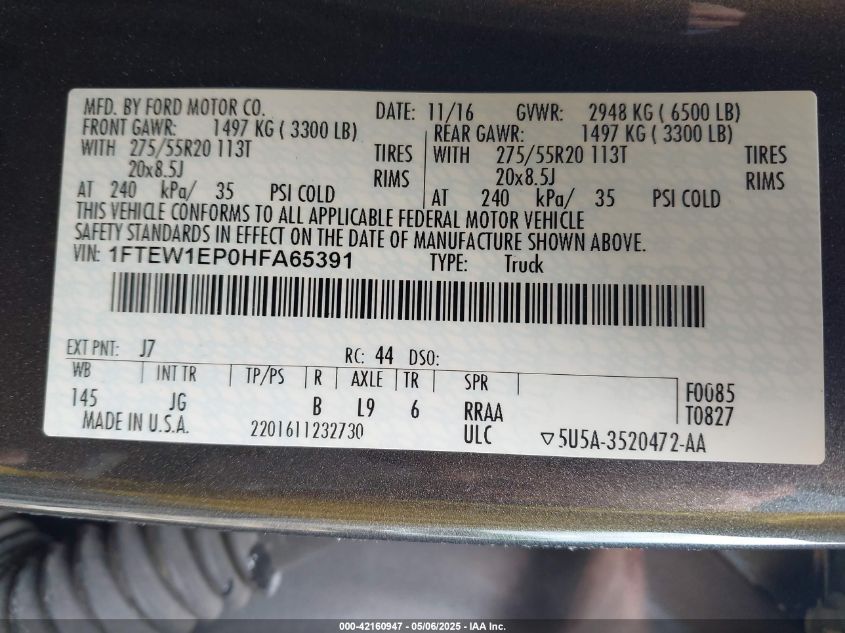 MFD. BY FORD MOTOR CO. DATE: 11/16 GVWR: 2948 KG ( 6500 LB)
FRONT GAWR: 1497 KG ( 3300 LB) REAR GAWR: 1497 KG ( 3300 LB)
WITH 275/55R20 113T TIRES WITH 275/55R20 113T TIRES
20x8.5J RIMS 20x8.5J RIMS
AT 240 kPa/ 35 PSI COLD AT 240 kPa/ 35 PSI COLD
THIS VEHICLE CONFORMS TO ALL APPLICABLE FEDERAL MOTOR VEHICLE
SAFETY STANDARDS IN EFFECT ON THE DATE OF MANUFACTURE SHOWN ABOVE.
VIN: 1FTEW1EP0HFA65391 TYPE: Truck
EXT PNT: J7 RC: 44 DSO:
WB INT TR TP/PS R AXLE TR SPR F0085
145 JG B L9 6 RRAA T0827
MADE IN U.S.A. 2201611232730 ULC ▽5U5A-3520472-AA
000-42160947 - 05/06/2025 - IAA Inc.